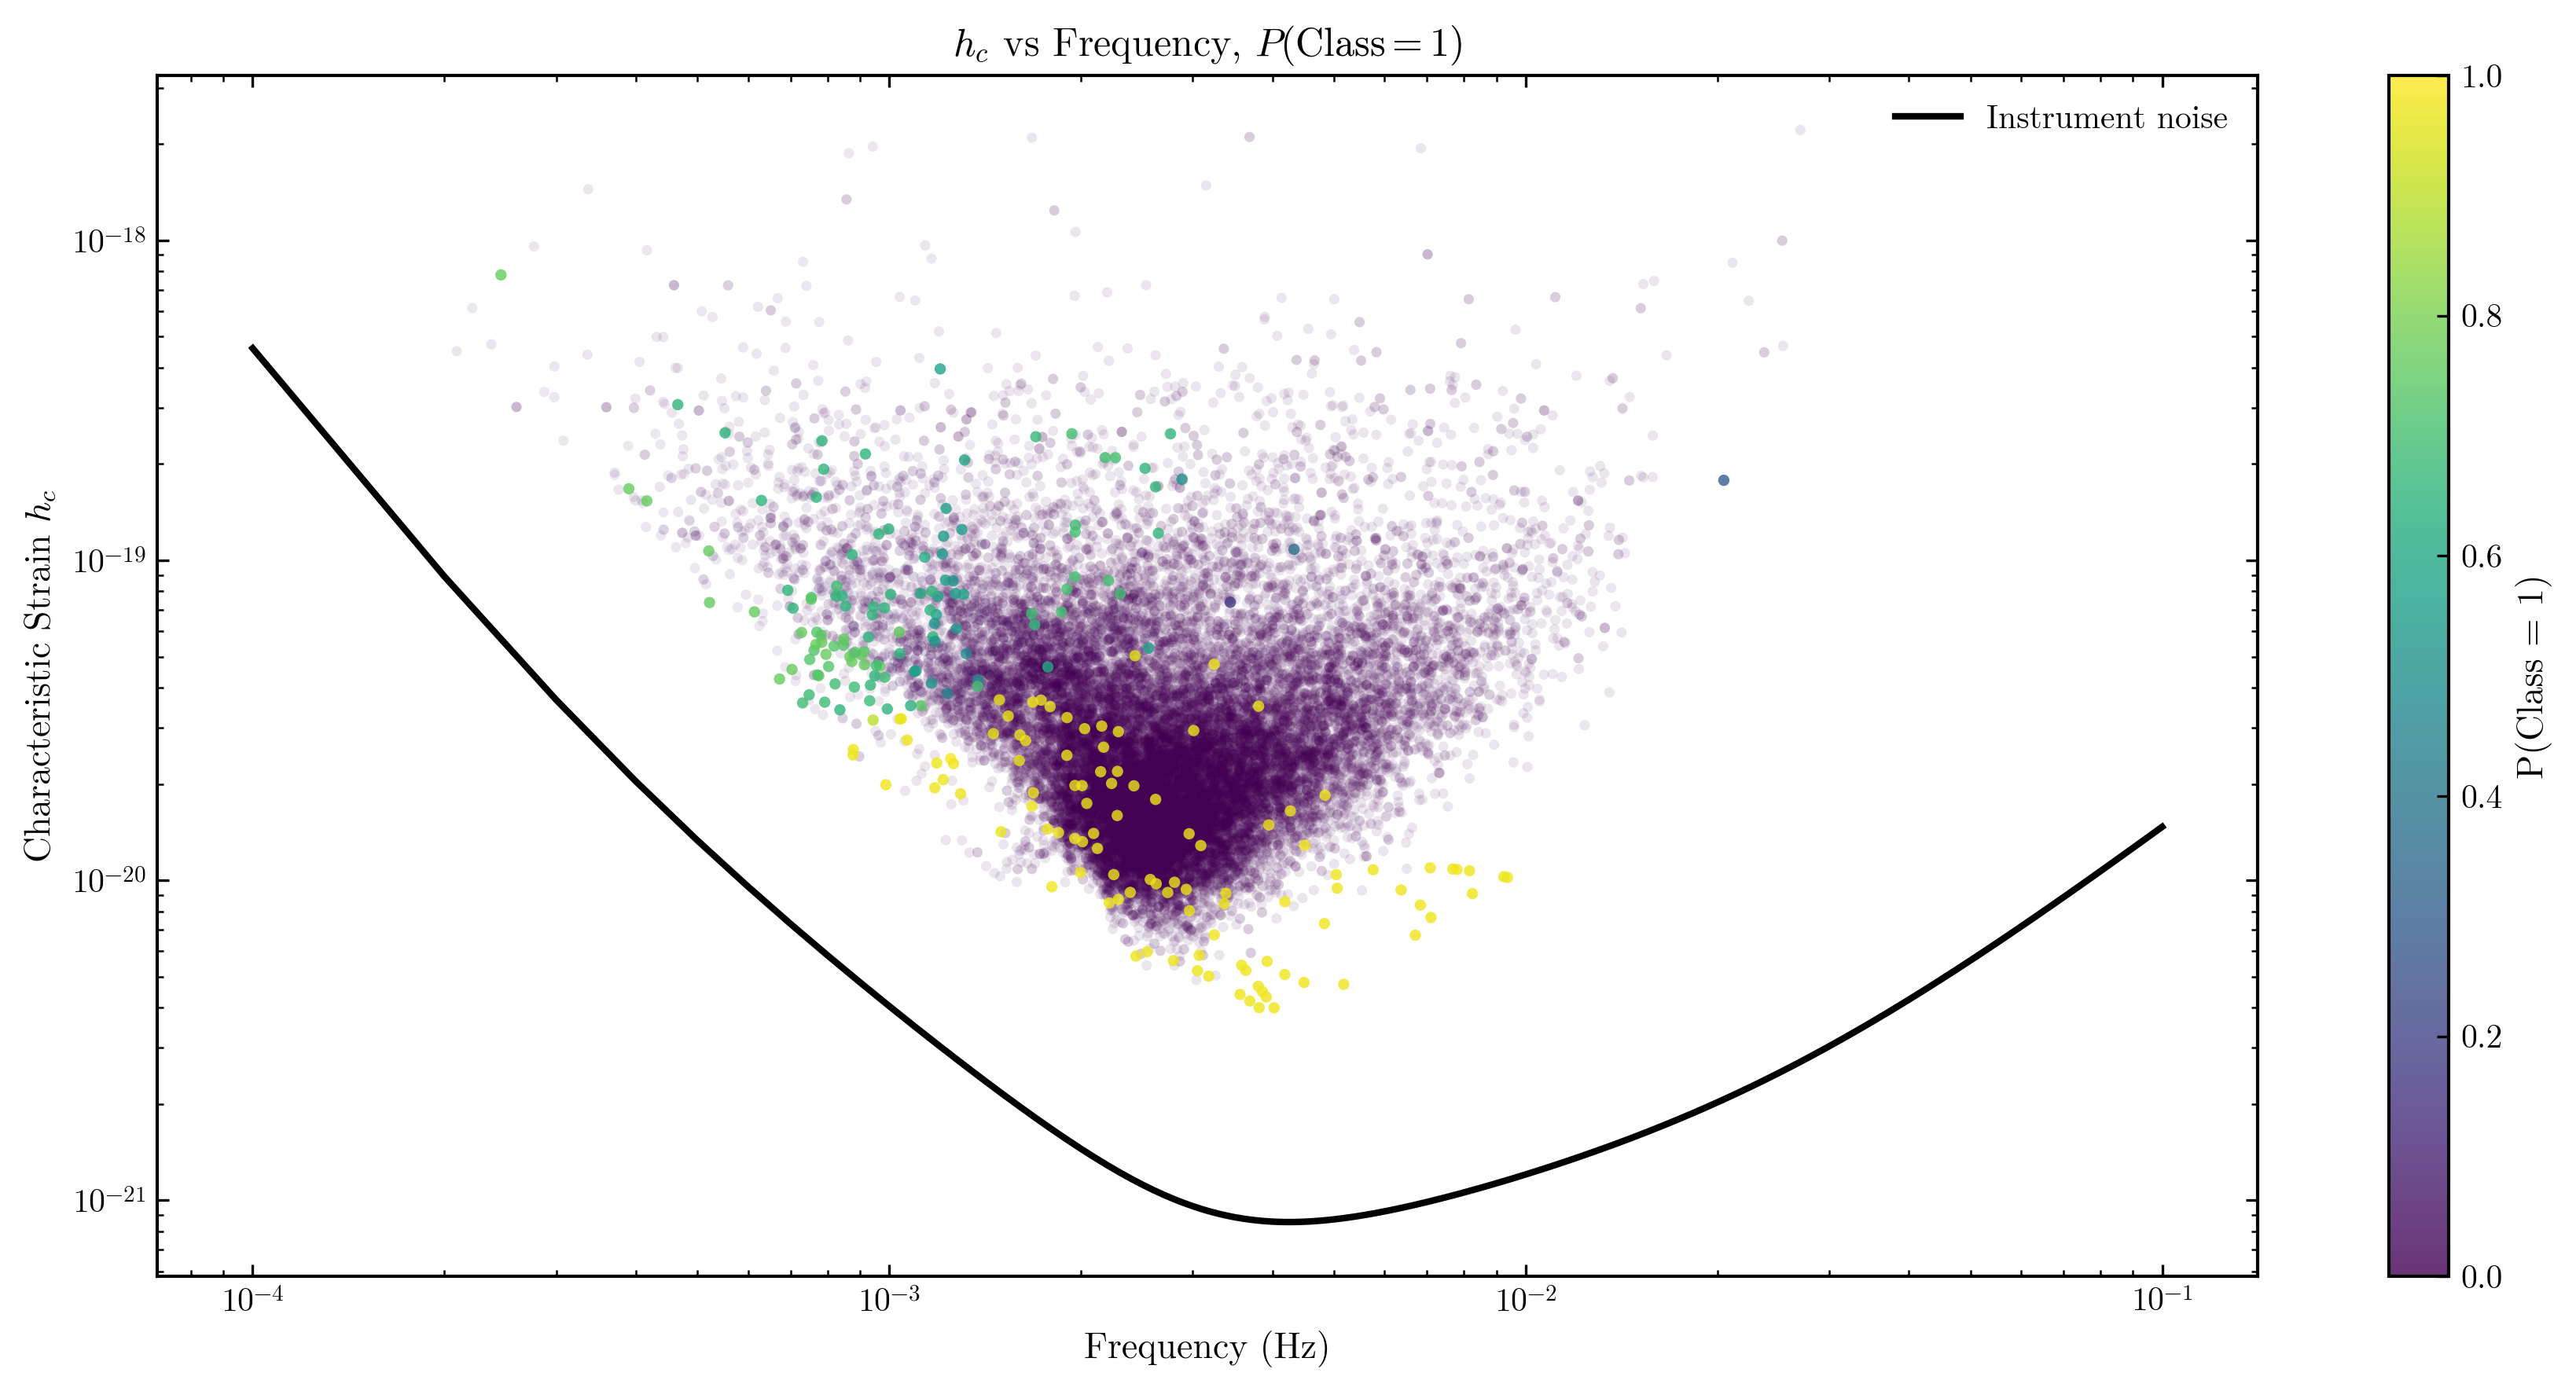 h_c vs Frequency, P(Class = 1)
Instrument noise
Characteristic Strain h_c
10^{-18}
10^{-19}
10^{-20}
10^{-21}
10^{-4}
10^{-3}
10^{-2}
10^{-1}
Frequency (Hz)
1.0
0.8
0.6
0.4
0.2
0.0
P(Class = 1)